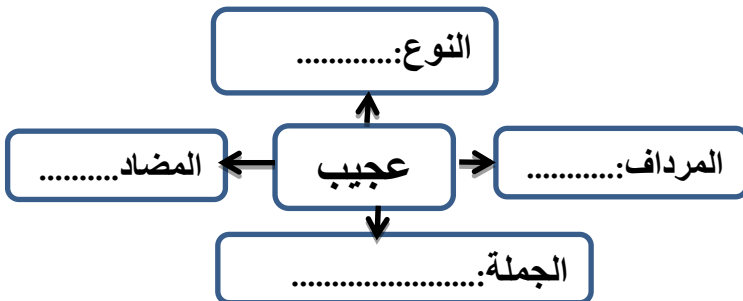 النوع:.............
المرداف:............
عجيب
المضاد..........
الجملة:.........................